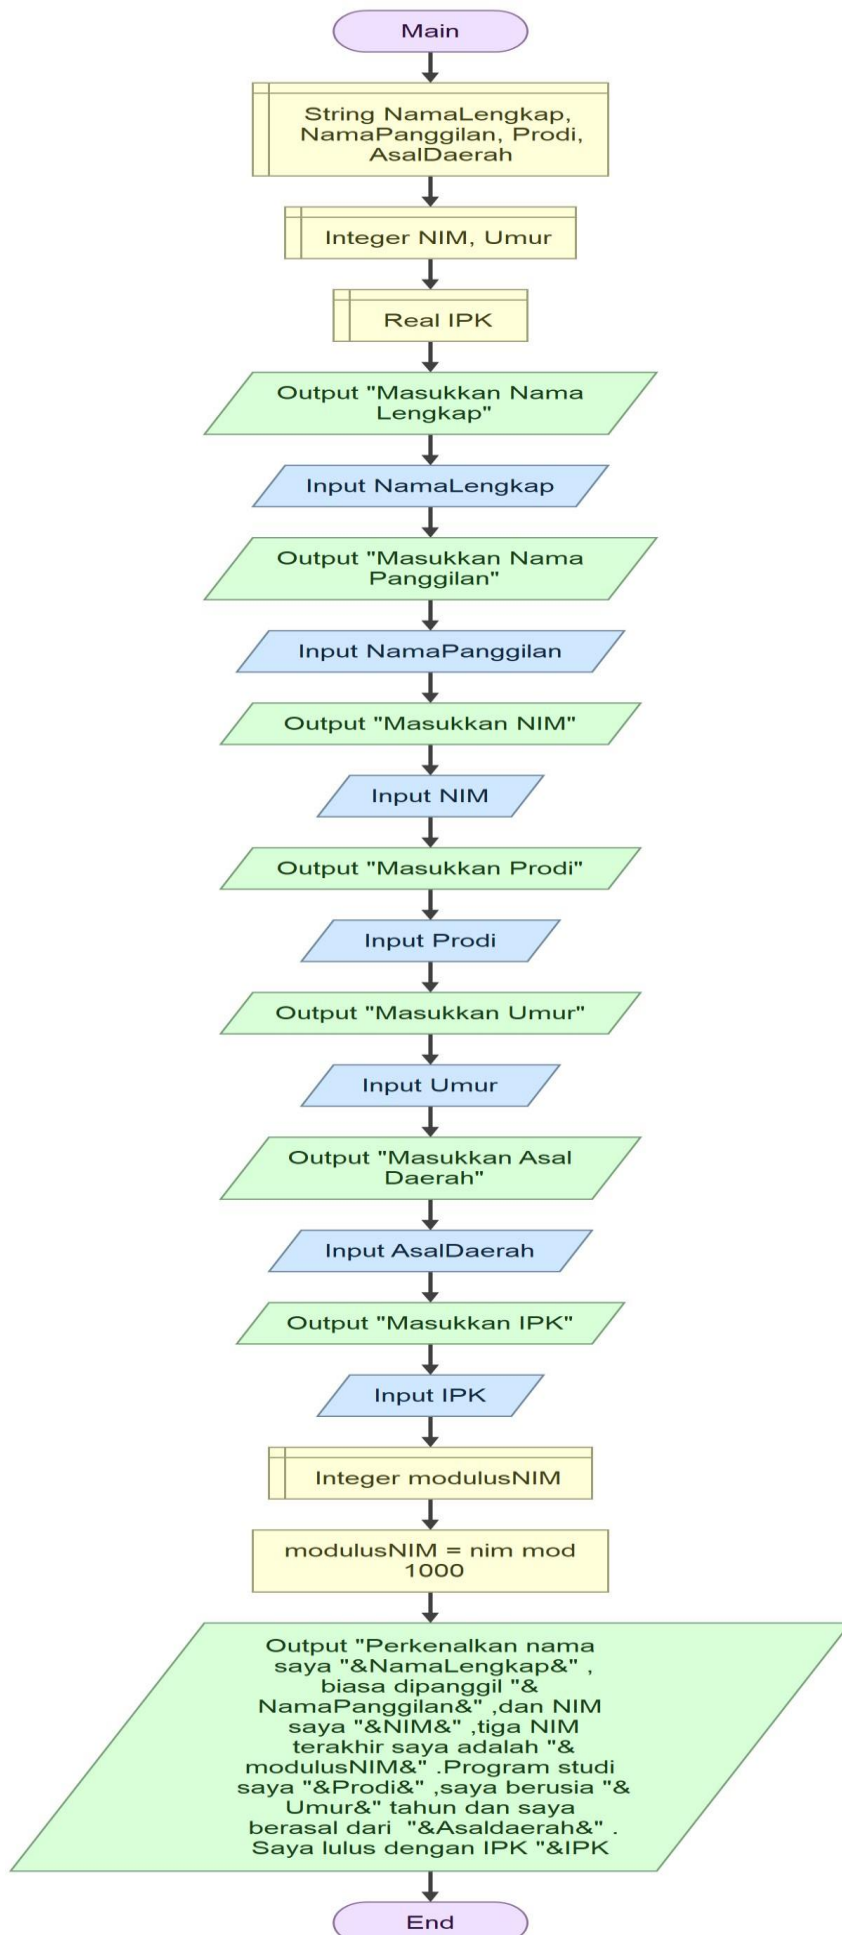 Main
String NamaLengkap,
NamaPanggilan, Prodi,
AsalDaerah
Integer NIM, Umur
Real IPK
Output "Masukkan Nama
Lengkap"
Input NamaLengkap
Output "Masukkan Nama
Panggilan"
Input NamaPanggilan
Output "Masukkan NIM"
Input NIM
Output "Masukkan Prodi"
Input Prodi
Output "Masukkan Umur"
Input Umur
Output "Masukkan Asal
Daerah"
Input AsalDaerah
Output "Masukkan IPK"
Input IPK
Integer modulusNIM
modulusNIM = nim mod
1000
Output "Perkenalkan nama
saya "&NamaLengkap&" ,
biasa dipanggil "&
NamaPanggilan&" ,dan NIM
saya "&NIM&" ,tiga NIM
terakhir saya adalah "&
modulusNIM&" .Program studi
saya "&Prodi&" ,saya berusia "&
Umur&" tahun dan saya
berasal dari  "&Asaldaerah&" .
Saya lulus dengan IPK "&IPK
End